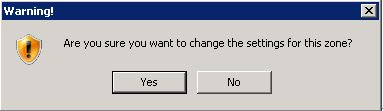 Warning!
Are you sure you want to change the settings for this zone?
Yes
No